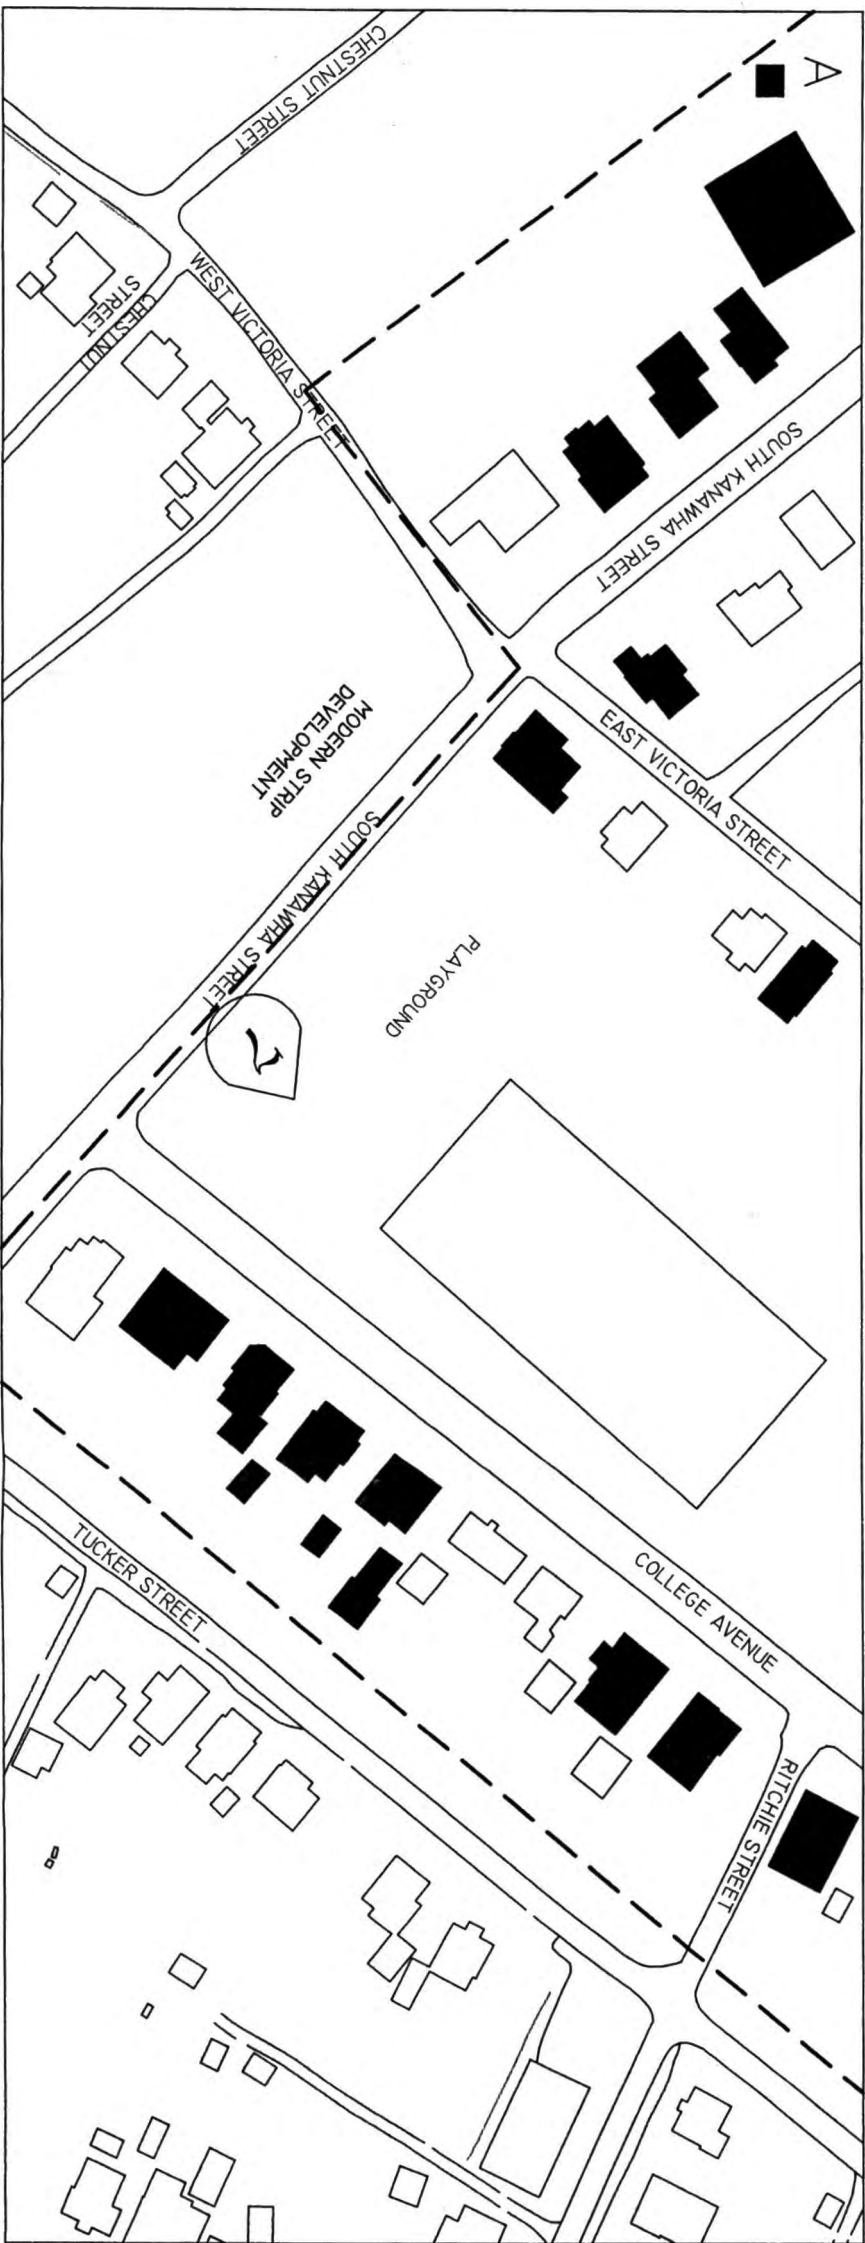 CHESTNUT STREET
A
WEST VICTORIA STREET
CHESTNUT
STREET
SOUTH KANAWHA STREET
EAST VICTORIA STREET
MODERN STRIP
DEVELOPMENT
SOUTH KANAWHA STREET
PLAYGROUND
7
COLLEGE AVENUE
TUCKER STREET
RITCHIE STREET